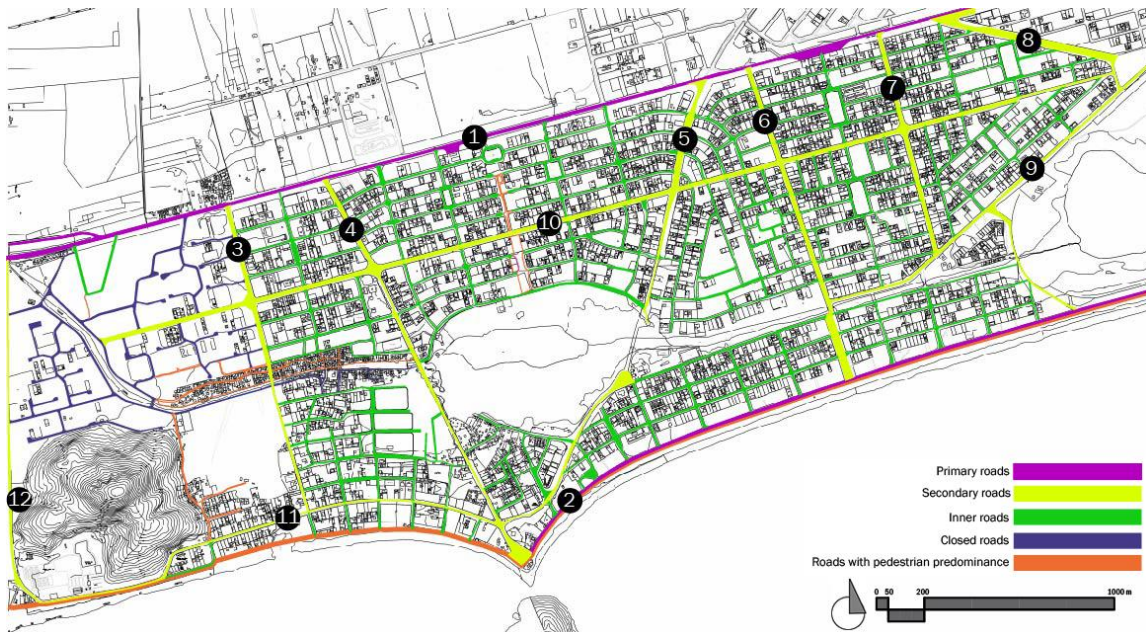 8
7
6
1
5
9
10
4
3
12
2
11
Primary roads
Secondary roads
Inner roads
Closed roads
Roads with pedestrian predominance
0 50 200 1000 m